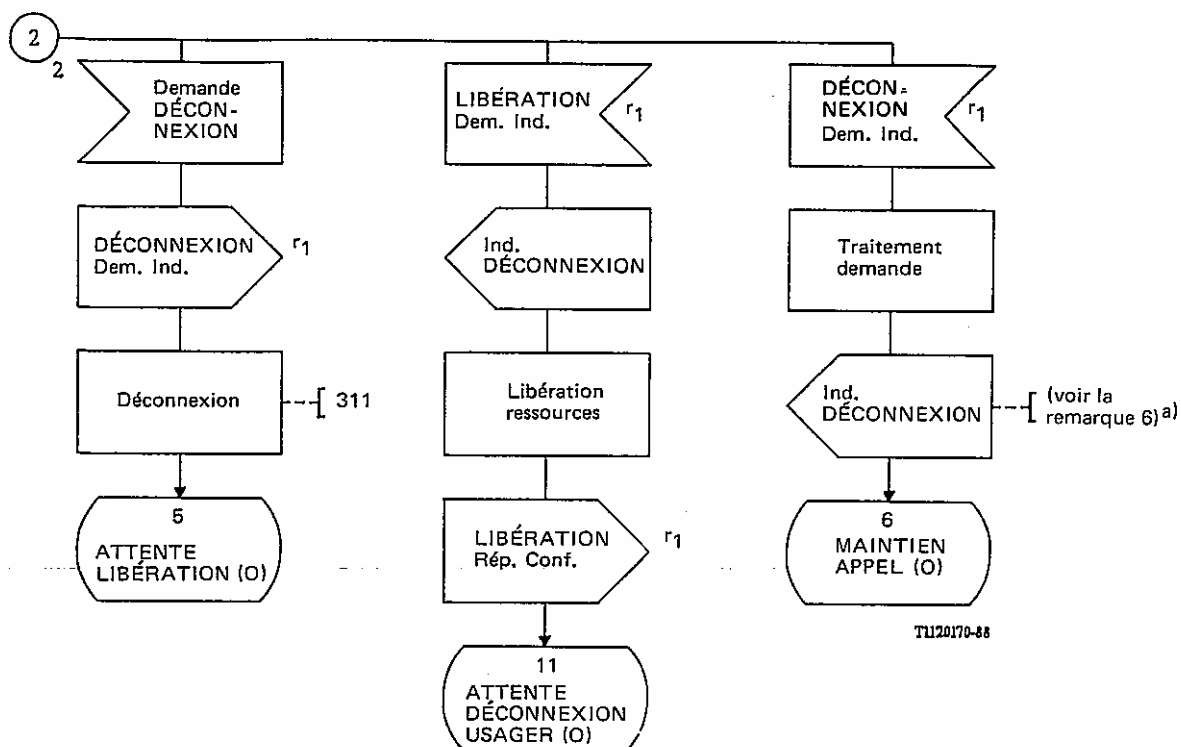 2
2
Demande
DÉCON-
NEXION
LIBÉRATION
Dem. Ind.
r1
DÉCON-
NEXION
Dem. Ind.
r1
DÉCONNEXION
Dem. Ind.
r1
Ind.
DÉCONNEXION
Traitement
demande
Déconnexion
311
Libération
ressources
Ind.
DÉCONNEXION
(voir la
remarque 6)a)
5
ATTENTE
LIBÉRATION (O)
LIBÉRATION
Rép. Conf.
r1
6
MAINTIEN
APPEL (O)
T1120170-88
11
ATTENTE
DÉCONNEXION
USAGER (O)